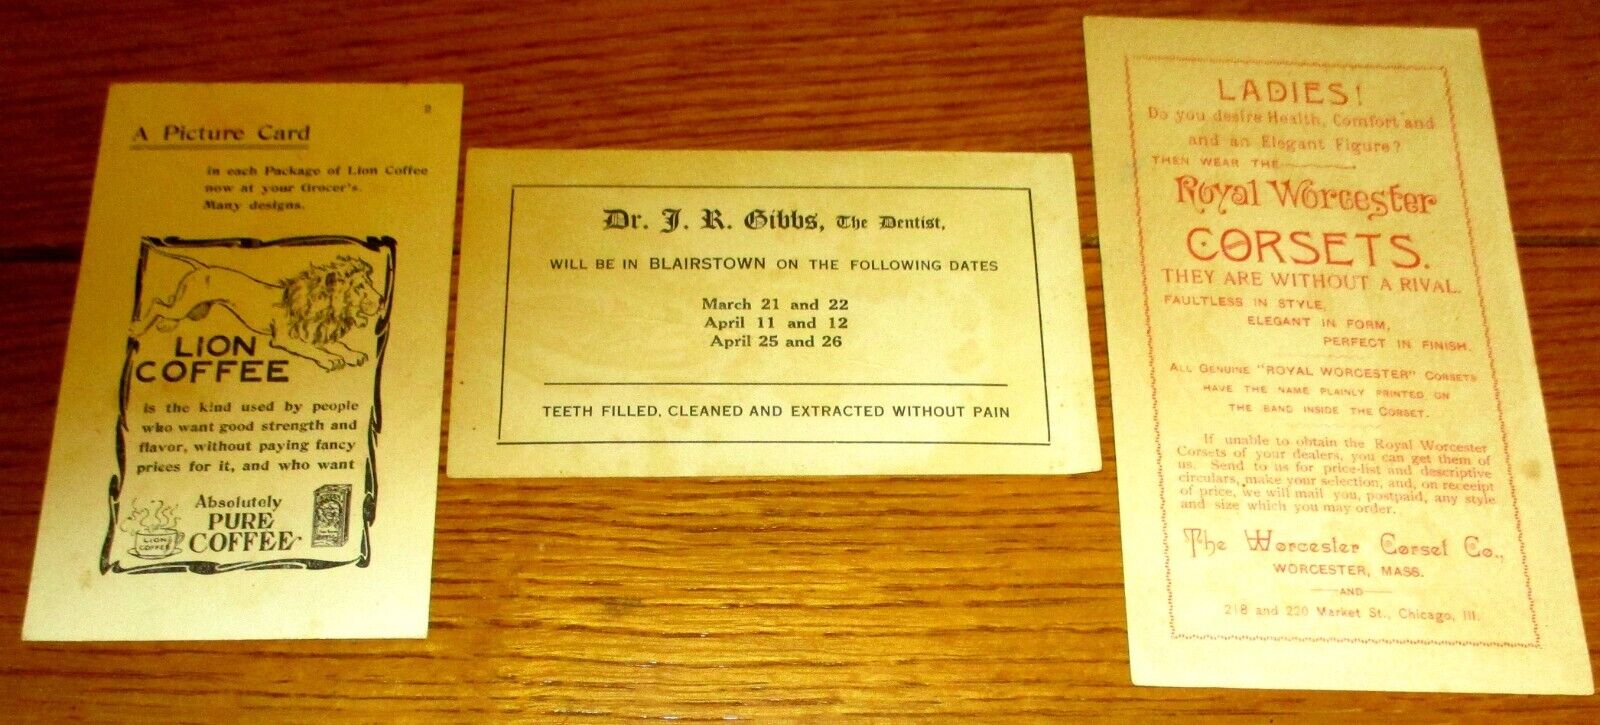 2
A Picture Card
in each Package of Lion Coffee
now at your Grocer's.
Many designs.
LION
COFFEE
is the kind used by people
who want good strength and
flavor, without paying fancy
prices for it, and who want
Absolutely
PURE
COFFEE
LION
COFFEE
Dr. J. R. Gibbs, The Dentist,
WILL BE IN BLAIRSTOWN ON THE FOLLOWING DATES
March 21 and 22
April 11 and 12
April 25 and 26
TEETH FILLED, CLEANED AND EXTRACTED WITHOUT PAIN
LADIES!
Do you desire Health, Comfort and
and an Elegant Figure?
THEN WEAR THE
Royal Worcester
CORSETS.
THEY ARE WITHOUT A RIVAL.
FAULTLESS IN STYLE,
ELEGANT IN FORM,
PERFECT IN FINISH.
ALL GENUINE "ROYAL WORCESTER" CORSETS
HAVE THE NAME PLAINLY PRINTED ON
THE BAND INSIDE THE CORSET.
If unable to obtain the Royal Worcester
Corsets of your dealers, you can get them of
us. Send to us for price-list and descriptive
circulars, make your selection, and, on receipt
of price, we will mail you, postpaid, any style
and size which you may order.
The Worcester Corset Co.,
WORCESTER, MASS.
AND
218 and 220 Market St., Chicago, Ill.